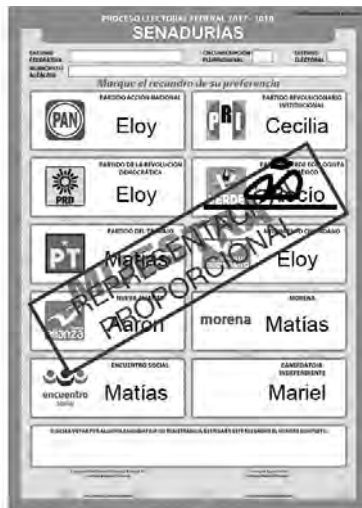 PROCESO ELECTORAL FEDERAL 2017 - 2018
SENADURÍAS
ENTIDAD FEDERATIVA
CIRCUNSCRIPCIÓN PLURINOMINAL
DISTRITO ELECTORAL
MUNICIPIO O ALCALDÍA
Marque el recuadro de su preferencia
PARTIDO ACCIÓN NACIONAL
PAN
Eloy
PARTIDO REVOLUCIONARIO INSTITUCIONAL
PRI
Cecilia
PARTIDO DE LA REVOLUCIÓN DEMOCRÁTICA
PRD
Eloy
VERDE
PARTIDO DEL TRABAJO
PT
Matías
Eloy
NUEVA ALIANZA
alianza
Aarón
MORENA
morena
Matías
ENCUENTRO SOCIAL
encuentro
social
Matías
CANDIDATO/A INDEPENDIENTE
Mariel
REPRESENTACIÓN
PROPORCIONAL